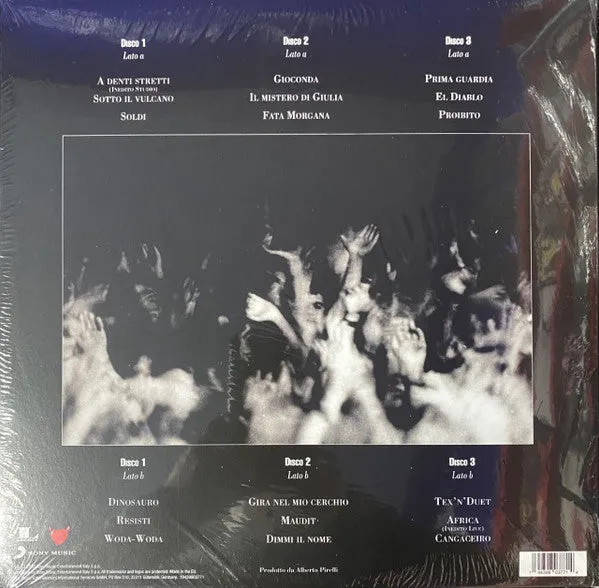 Disco 1
Lato a
A denti stretti
(Inedito Studio)
Sotto il vulcano
Soldi
Disco 2
Lato a
Gioconda
Il mistero di Giulia
Fata Morgana
Disco 3
Lato a
Prima guardia
El Diablo
Proibito
Disco 1
Lato b
Dinosauro
Resisti
Woda-Woda
Disco 2
Lato b
Gira nel mio cerchio
Maudit
Dimmi il nome
Disco 3
Lato b
Tex'n'Duet
Africa
(Inedito Live)
Cangaceiro
SONY MUSIC
Prodotto da Alberto Pirelli